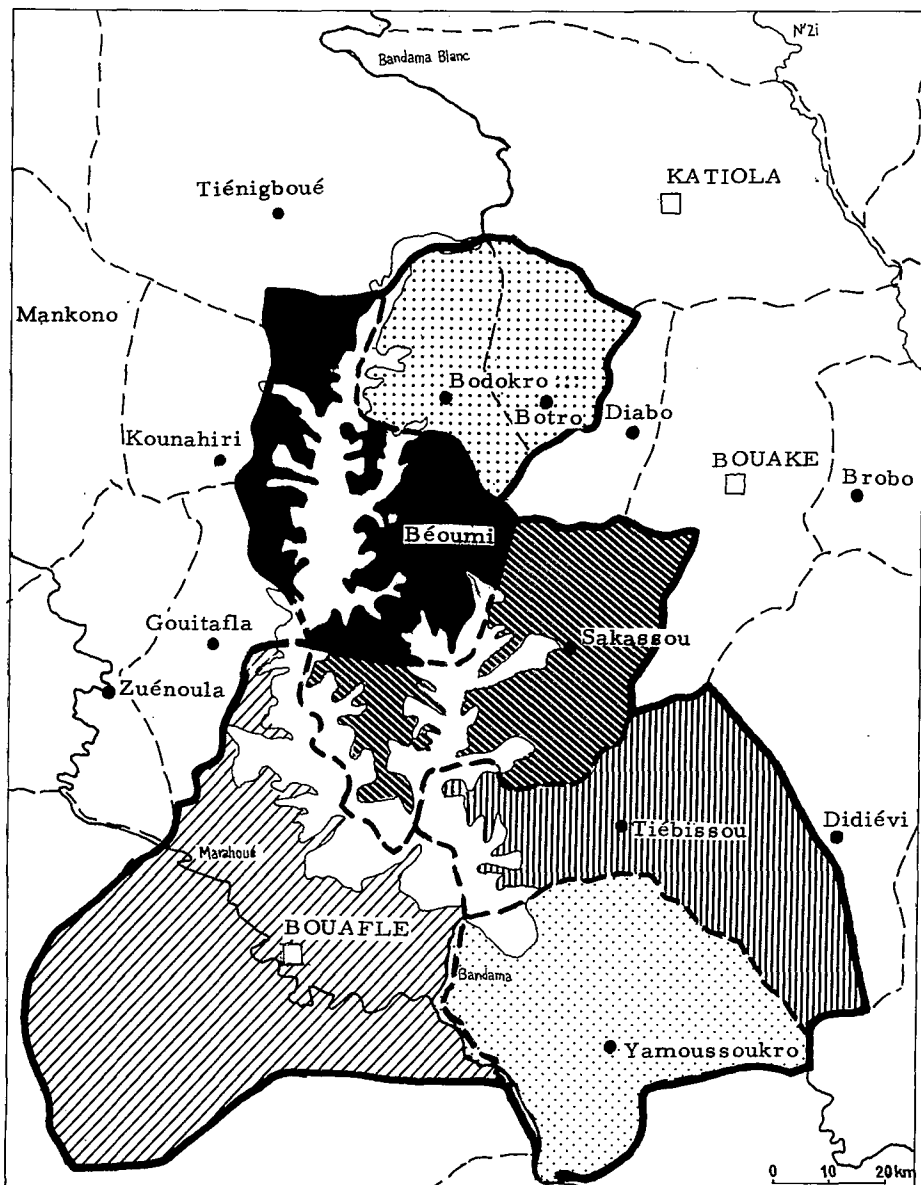 N'Zi
Bandama Blanc
KATIOLA
Tiénigboué
Mankono
Bodokro
Botro
Diabo
Kounahiri
BOUAKE
Brobo
Béoumi
Gouitafla
Sakassou
Zuénoula
Tiébissou
Didiévi
Marahoué
BOUAFLE
Bandama
Yamoussoukro
0 10 20km